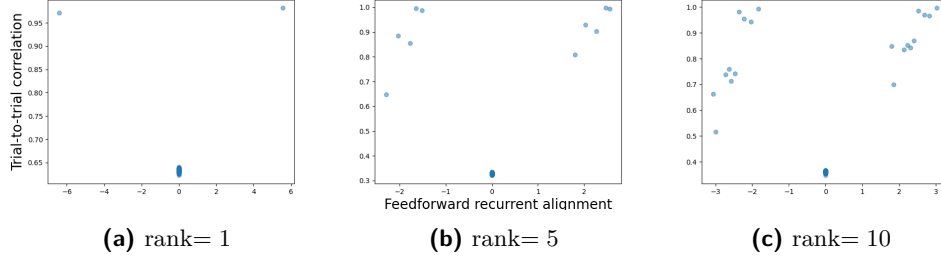 Trial-to-trial correlation
0.95
0.90
0.85
0.80
0.75
0.70
0.65
−6 −4 −2 0 2 4 6
1.0
0.9
0.8
0.7
0.6
0.5
0.4
0.3
−2 −1 0 1 2
Feedforward recurrent alignment
1.0
0.9
0.8
0.7
0.6
0.5
0.4
−3 −2 −1 0 1 2 3
(a) rank= 1
(b) rank= 5
(c) rank= 10